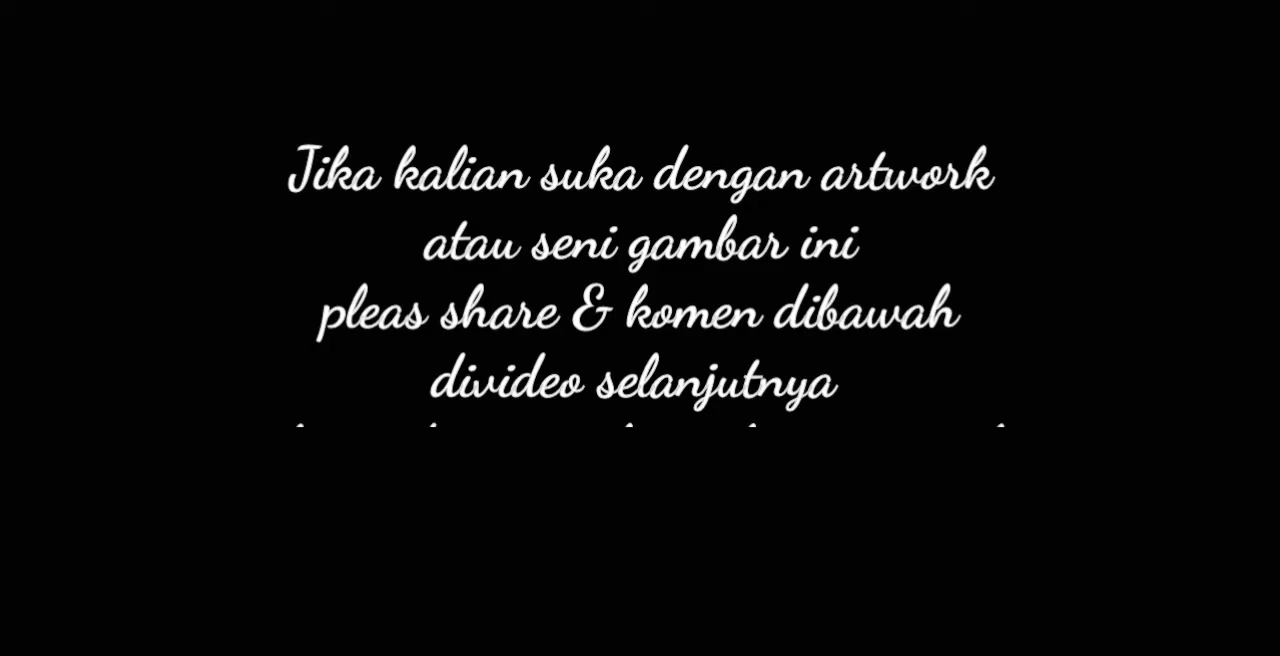 Jika kalian suka dengan artwork
atau seni gambar ini
pleas share & komen dibawah
divideo selanjutnya